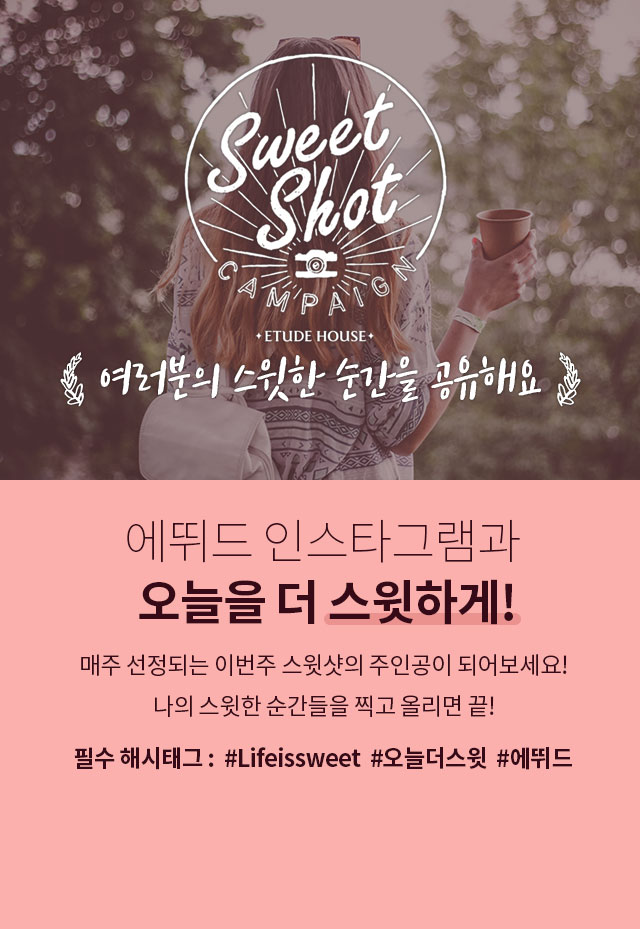 Sweet
Shot
CAMPAIGN
ETUDE HOUSE
여러분의 스윗한 순간을 공유해요
에뛰드 인스타그램과
오늘을 더 스윗하게!
매주 선정되는 이번주 스윗샷의 주인공이 되어보세요!
나의 스윗한 순간들을 찍고 올리면 끝!
필수 해시태그 : #Lifeissweet #오늘더스윗 #에뛰드